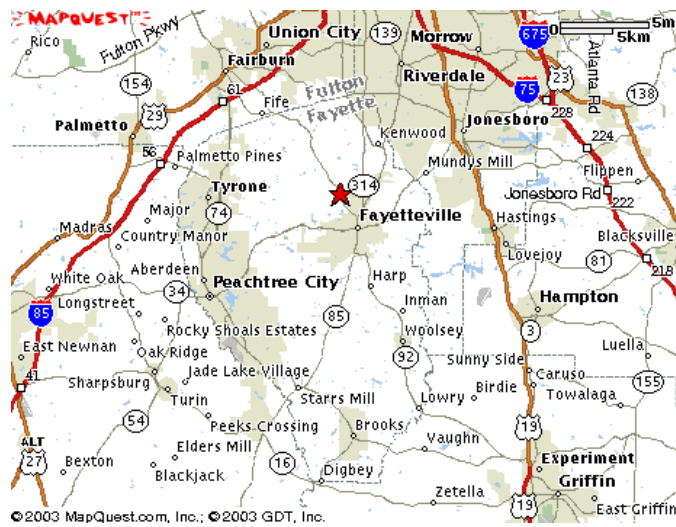 MAPQUEST
Rico
Fulton Pkwy
Union City
139
Morrow
675
0
5mi
5km
Fairburn
Riverdale
75
23
Atlanta Rd
154
29
61
Fife
Fulton
Fayette
228
138
Palmetto
Kenwood
Jonesboro
56
Palmetto Pines
Mundys Mill
224
Flippen
Tyrone
314
Jonesboro Rd
222
Major
74
Fayetteville
Hastings
Blacksville
Madras
Country Manor
Lovejoy
81
218
White Oak
Aberdeen
Harp
Longstreet
34
Peachtree City
Hampton
85
Rocky Shoals Estates
85
Inman
3
East Newnan
Oak Ridge
Woolsey
Luella
92
Sunny Side
41
Sharpsburg
Jade Lake Village
Caruso
155
Turin
Starrs Mill
Lowry
Birdie
Towalaga
54
Peeks Crossing
Brooks
19
ALT
27
Elders Mill
Vaughn
Bexton
Blackjack
16
Digbey
Experiment
Griffin
Zetella
19
East Griffin
©2003 MapQuest.com, Inc.; ©2003 GDT, Inc.